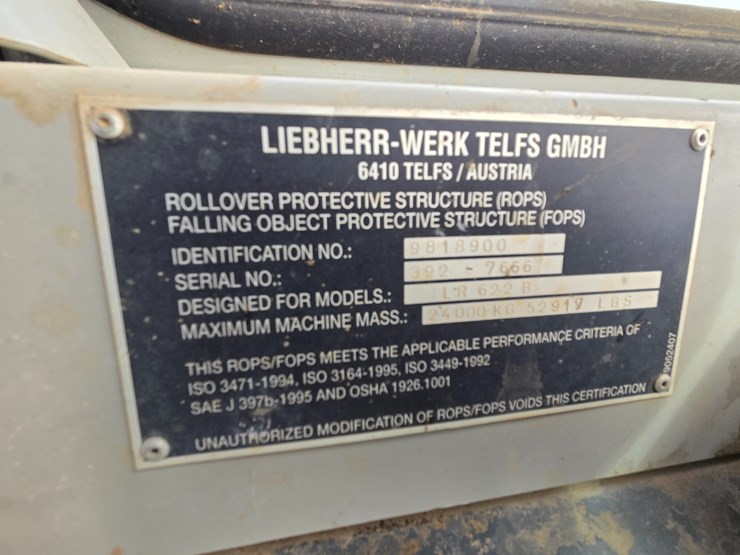 LIEBHERR-WERK TELFS GMBH
6410 TELFS / AUSTRIA
ROLLOVER PROTECTIVE STRUCTURE (ROPS)
FALLING OBJECT PROTECTIVE STRUCTURE (FOPS)
IDENTIFICATION NO.: 9818900
SERIAL NO.: 392 - 7666
DESIGNED FOR MODELS.: LR 622 B
MAXIMUM MACHINE MASS.: 24000 KG 52917 LBS
THIS ROPS/FOPS MEETS THE APPLICABLE PERFORMANCE CRITERIA OF
ISO 3471-1994, ISO 3164-1995, ISO 3449-1992
SAE J 397b-1995 AND OSHA 1926.1001
UNAUTHORIZED MODIFICATION OF ROPS/FOPS VOIDS THIS CERTIFICATION
9052407